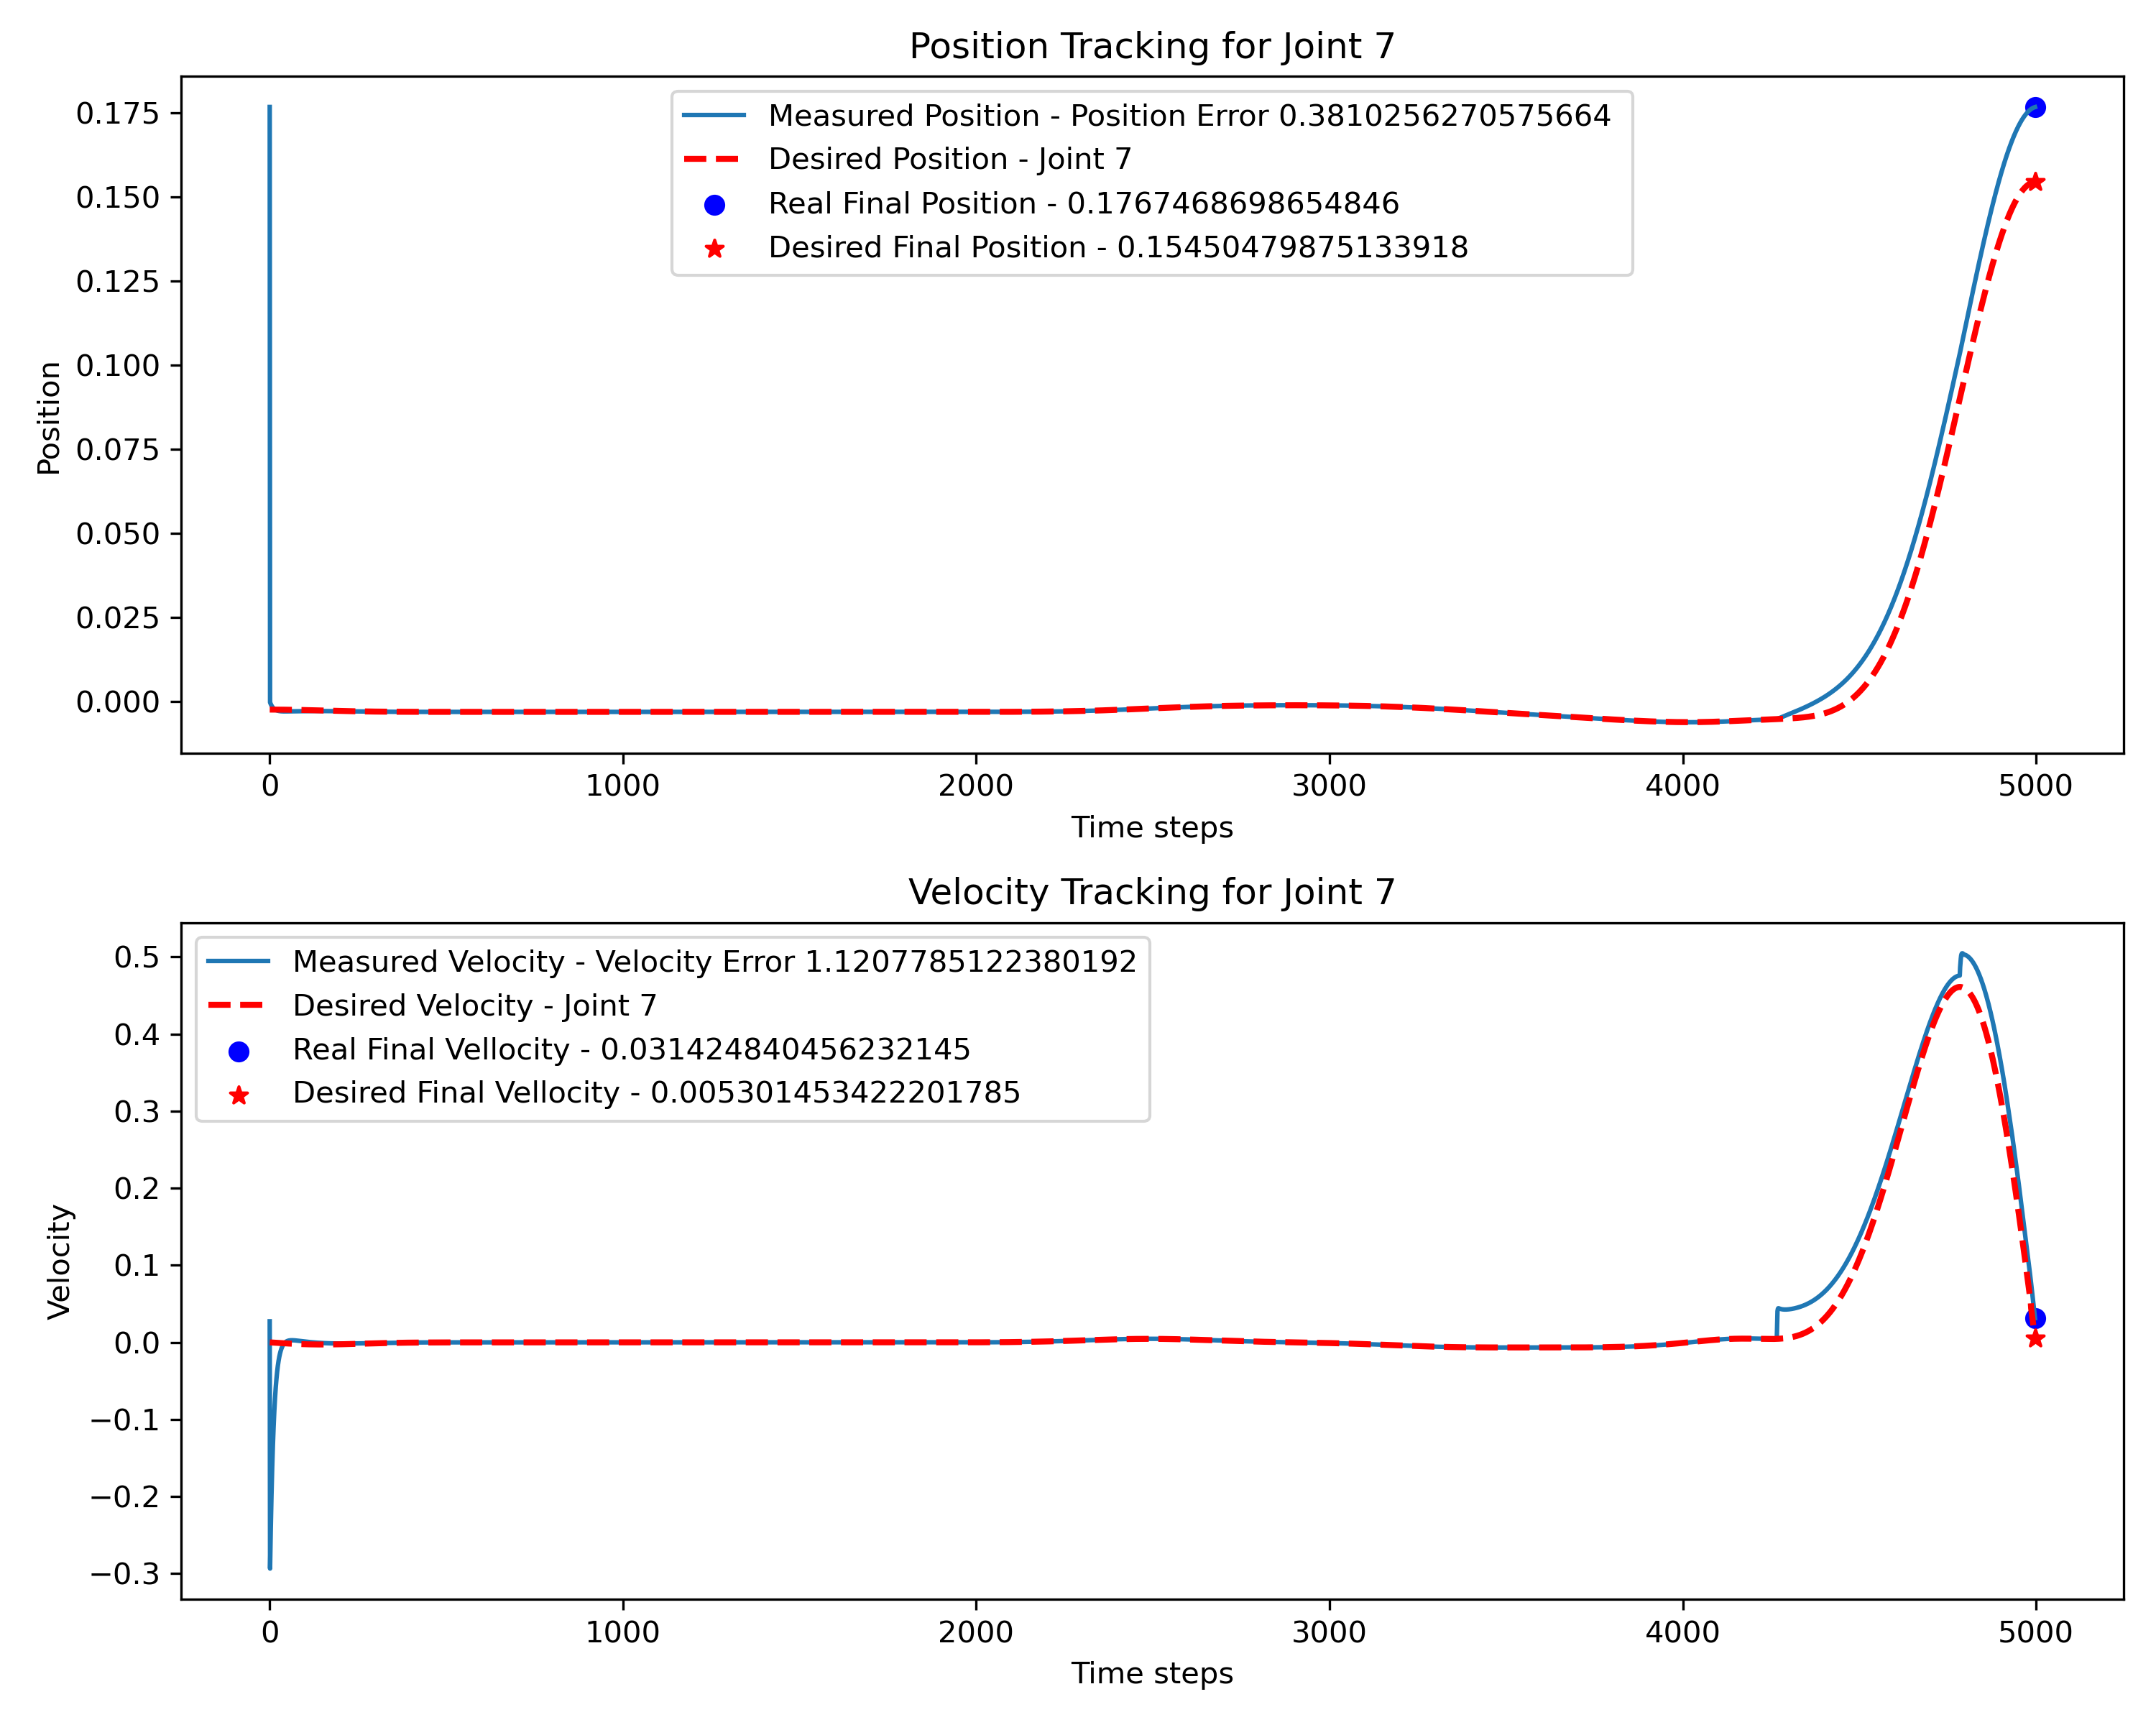 Position Tracking for Joint 7
Measured Position - Position Error 0.3810256270575664
Desired Position - Joint 7
Real Final Position - 0.1767468698654846
Desired Final Position - 0.15450479875133918
0.175
0.150
0.125
0.100
0.075
0.050
0.025
0.000
Position
0 1000 2000 3000 4000 5000
Time steps
Velocity Tracking for Joint 7
Measured Velocity - Velocity Error 1.1207785122380192
Desired Velocity - Joint 7
Real Final Vellocity - 0.031424840456232145
Desired Final Vellocity - 0.005301453422201785
0.5
0.4
0.3
0.2
0.1
0.0
−0.1
−0.2
−0.3
Velocity
0 1000 2000 3000 4000 5000
Time steps